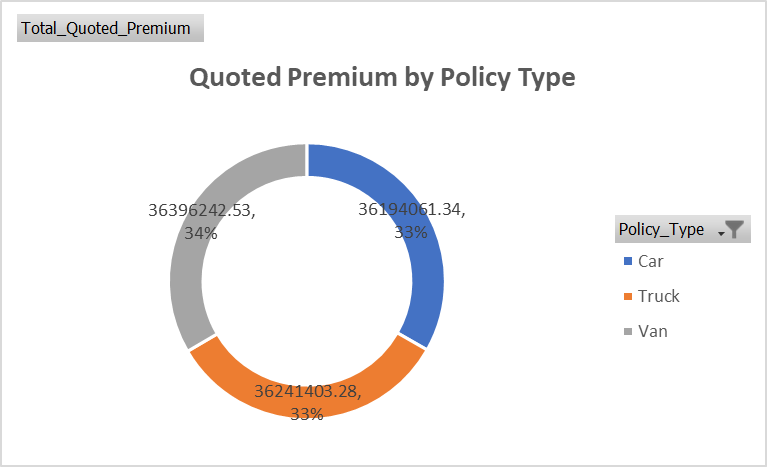 Total_Quoted_Premium
Quoted Premium by Policy Type
36396242.53,
34%
36194061.34,
33%
36241403.28,
33%
Policy_Type
Car
Truck
Van